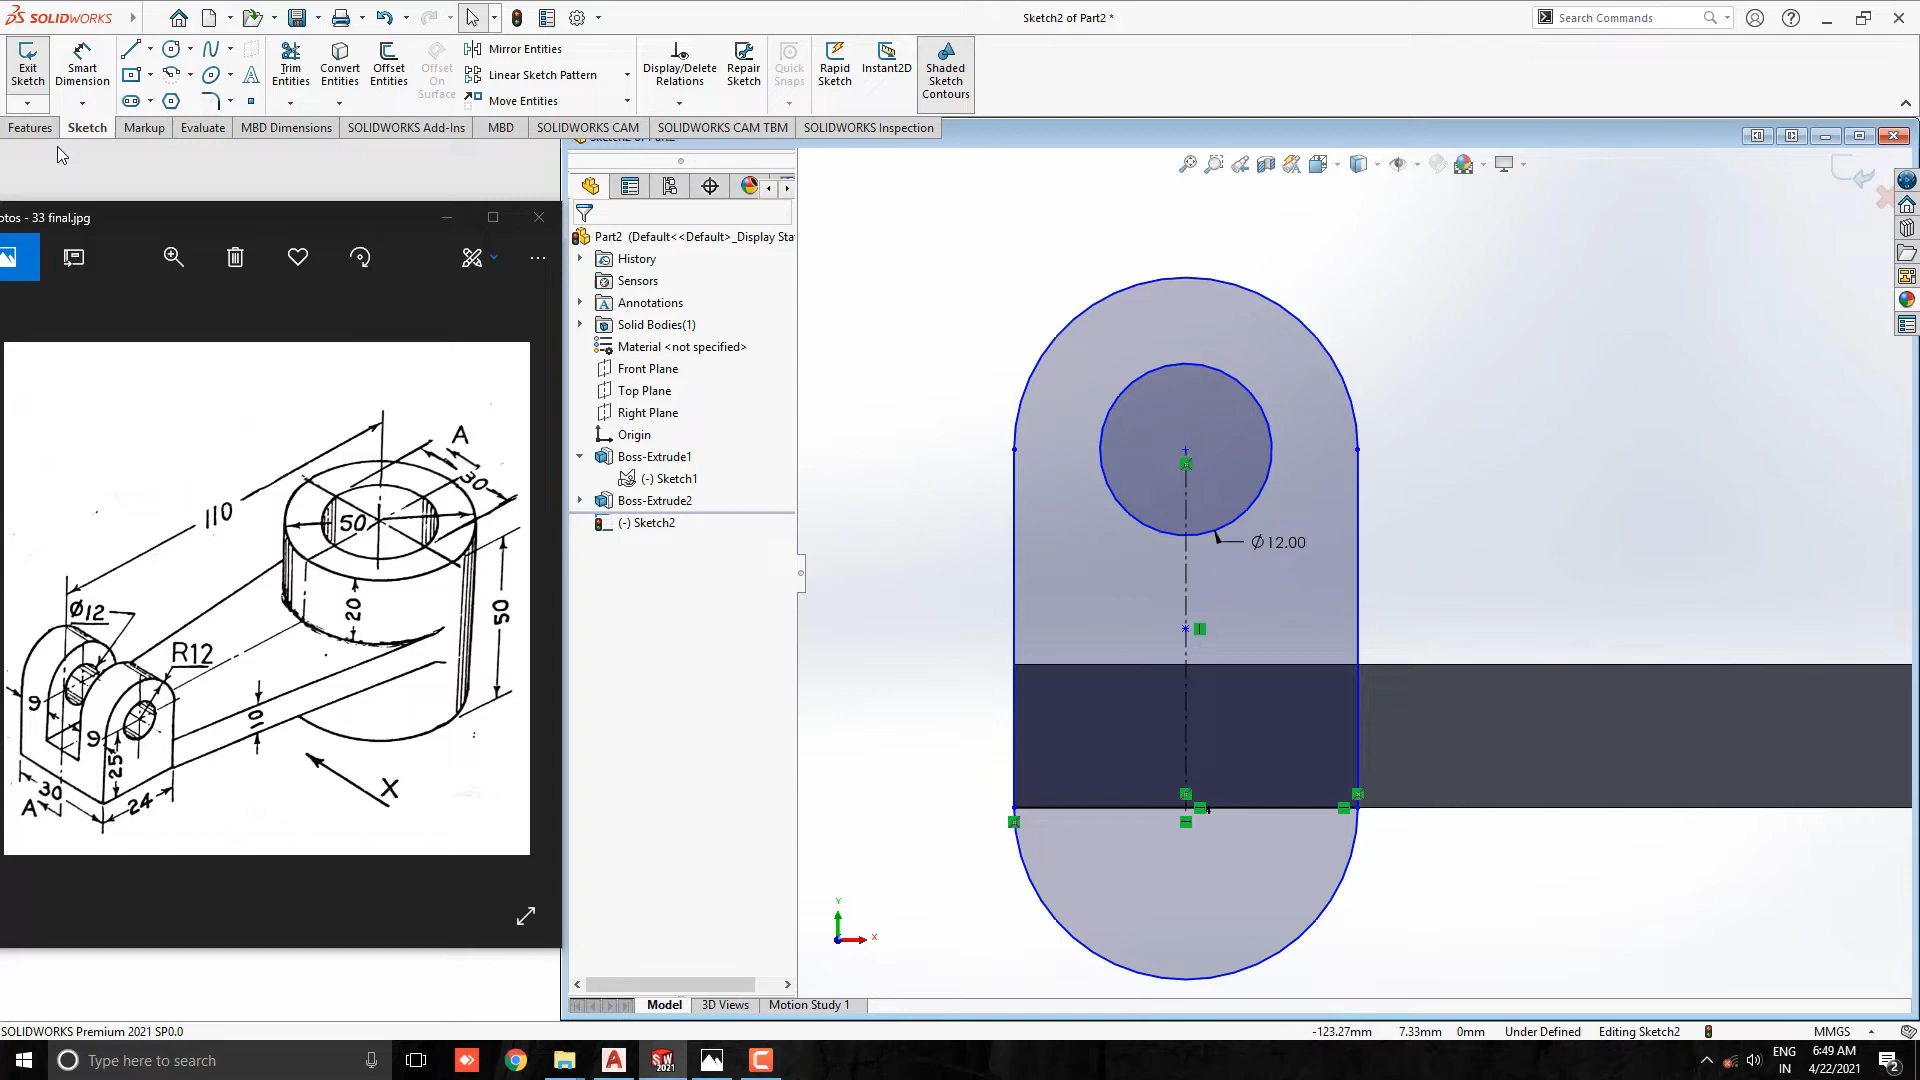 SOLIDWORKS
Sketch2 of Part2 *
Search Commands
Exit Sketch
Smart Dimension
Trim Entities
Convert Entities
Offset Entities
Offset On Surface
Mirror Entities
Linear Sketch Pattern
Move Entities
Display/Delete Relations
Repair Sketch
Quick Snaps
Rapid Sketch
Instant2D
Shaded Sketch Contours
Features
Sketch
Markup
Evaluate
MBD Dimensions
SOLIDWORKS Add-Ins
MBD
SOLIDWORKS CAM
SOLIDWORKS CAM TBM
SOLIDWORKS Inspection
otos - 33 final.jpg
A
30
110
50
20
50
Ø12
R12
9
9
10
25
30
24
A
X
Part2 (Default<<Default>_Display Sta
History
Sensors
Annotations
Solid Bodies(1)
Material <not specified>
Front Plane
Top Plane
Right Plane
Origin
Boss-Extrude1
(-) Sketch1
Boss-Extrude2
(-) Sketch2
Ø12.00
Y
X
Model
3D Views
Motion Study 1
SOLIDWORKS Premium 2021 SP0.0
-123.27mm
7.33mm
0mm
Under Defined
Editing Sketch2
MMGS
Type here to search
ENG
IN
6:49 AM
4/22/2021
2